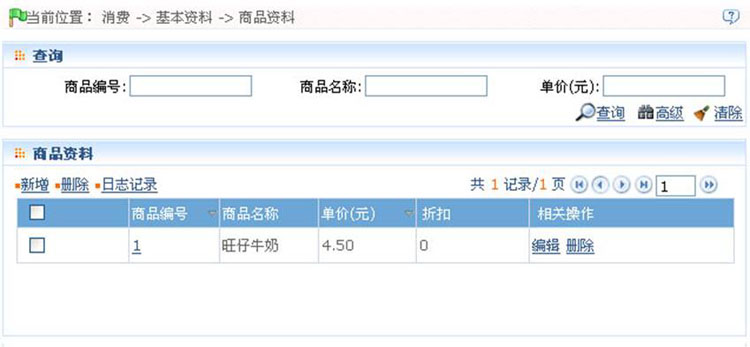 当前位置： 消费 -> 基本资料 -> 商品资料
查询
商品编号: 商品名称: 单价(元):
查询 高级 清除
商品资料
新增 删除 日志记录 共 1 记录/1 页 1
商品编号 商品名称 单价(元) 折扣 相关操作
1 旺仔牛奶 4.50 0 编辑 删除